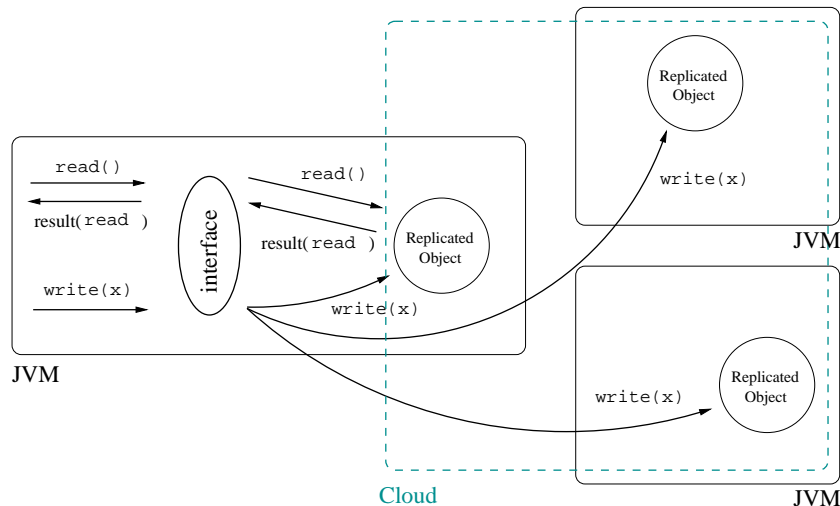 Replicated
Object
write(x)
JVM
read()
result(read )
write(x)
interface
read()
result(read )
write(x)
Replicated
Object
JVM
Replicated
Object
write(x)
JVM
Cloud